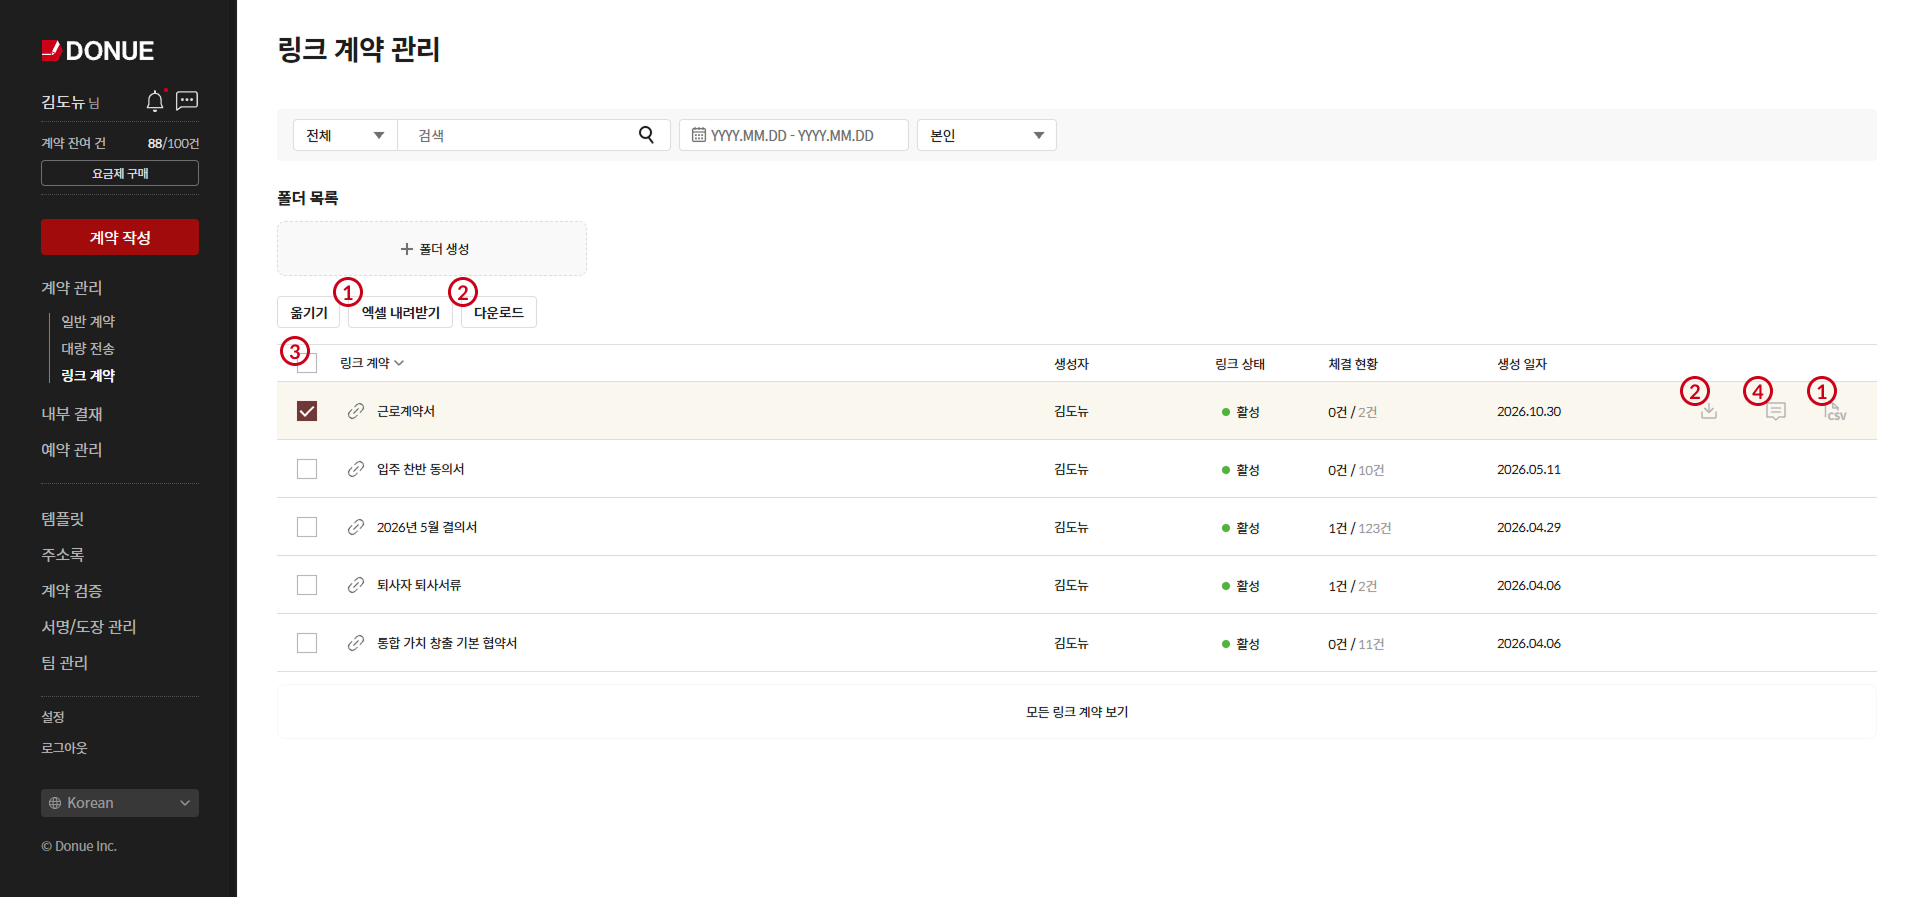 DONUE
김도뉴 님
계약 잔여 건 88/100건
요금제 구매
계약 작성
계약 관리
일반 계약
대량 전송
링크 계약
내부 결재
예약 관리
템플릿
주소록
계약 검증
서명/도장 관리
팀 관리
설정
로그아웃
Korean
© Donue Inc.
링크 계약 관리
전체 검색 YYYY.MM.DD - YYYY.MM.DD 본인
폴더 목록
폴더 생성
1 2
옮기기 엑셀 내려받기 다운로드
3
링크 계약 생성자 링크 상태 체결 현황 생성 일자
2 4 1
근로계약서 김도뉴 활성 0건 / 2건 2026.10.30 CSV
입주 찬반 동의서 김도뉴 활성 0건 / 10건 2026.05.11
2026년 5월 결의서 김도뉴 활성 1건 / 123건 2026.04.29
퇴사자 퇴사서류 김도뉴 활성 1건 / 2건 2026.04.06
통합 가치 창출 기본 협약서 김도뉴 활성 0건 / 11건 2026.04.06
모든 링크 계약 보기